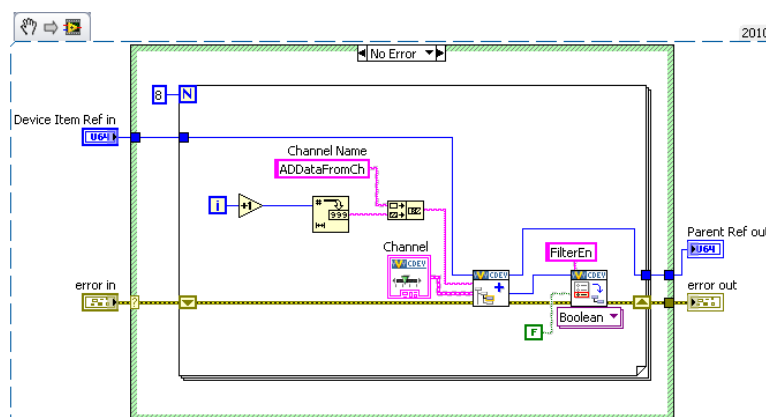 2010
No Error
8 N
Device Item Ref in
U64
Channel Name
ADDataFromCh
i +1 # 999
Channel
CDEV
FilterEn
CDEV CDEV
Parent Ref out
U64
error in
error out
?
Boolean
F